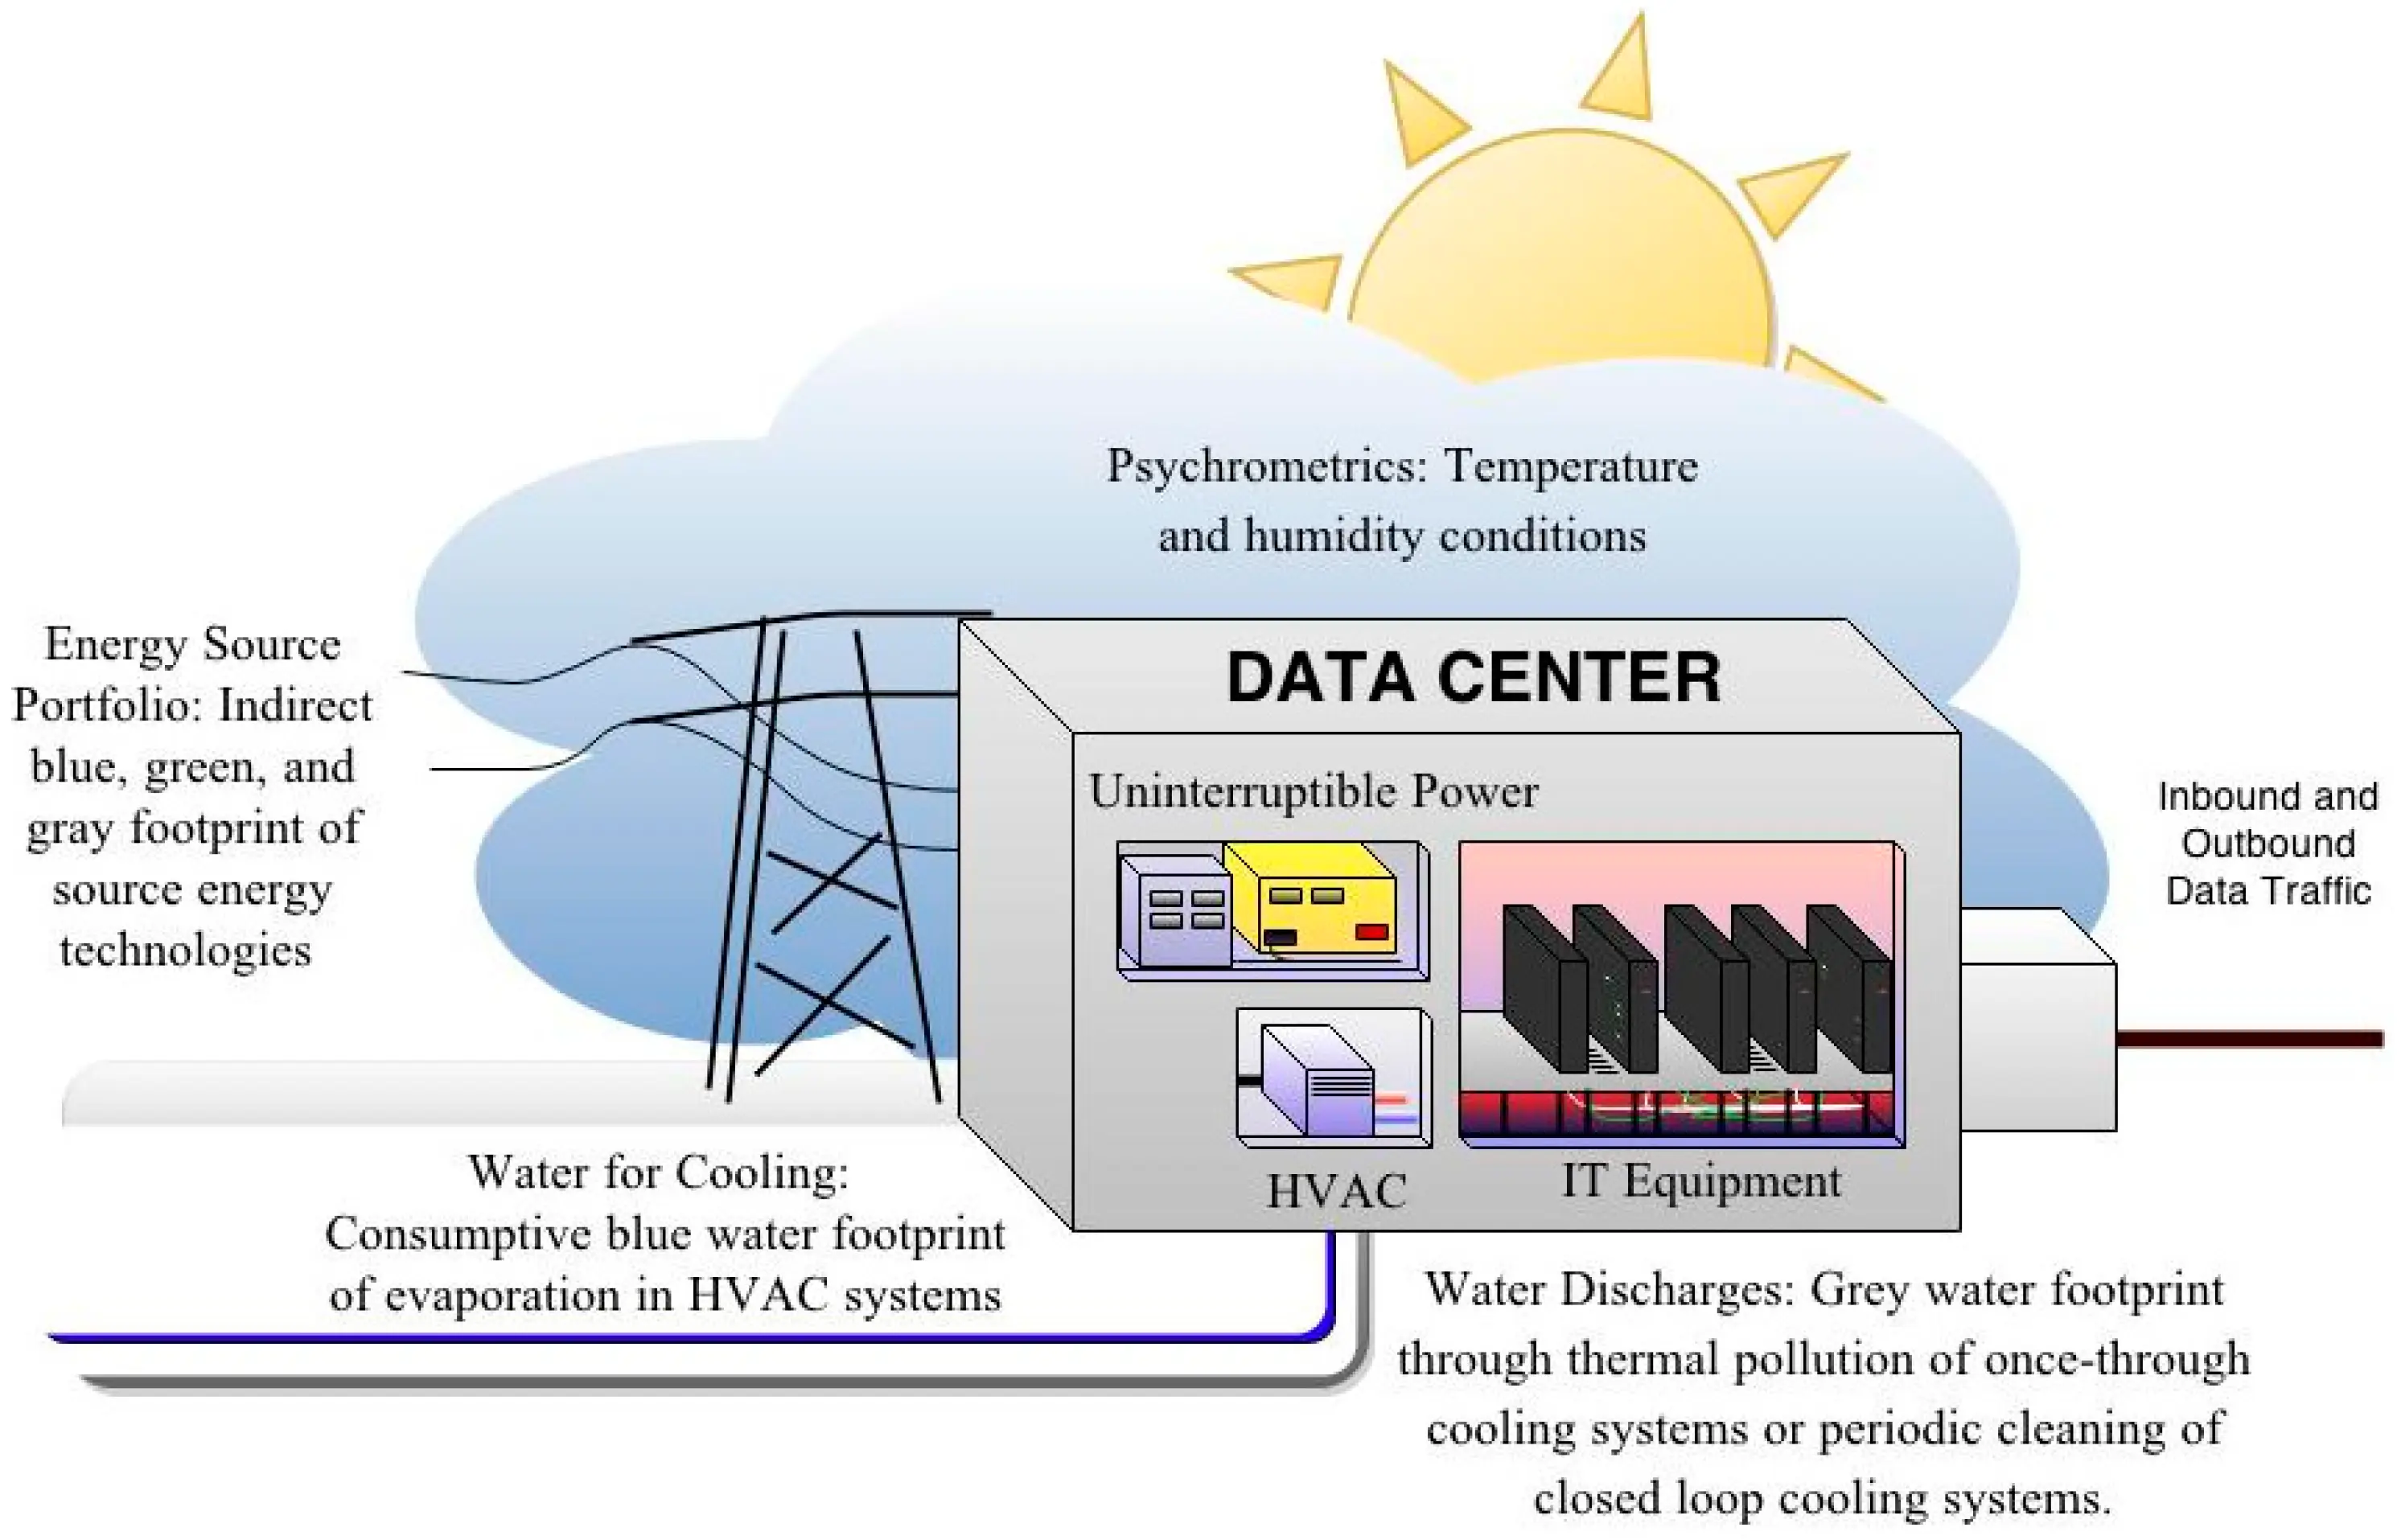 Psychrometrics: Temperature
and humidity conditions
Energy Source
Portfolio: Indirect
blue, green, and
gray footprint of
source energy
technologies
DATA CENTER
Uninterruptible Power
HVAC
IT Equipment
Inbound and
Outbound
Data Traffic
Water for Cooling:
Consumptive blue water footprint
of evaporation in HVAC systems
Water Discharges: Grey water footprint
through thermal pollution of once-through
cooling systems or periodic cleaning of
closed loop cooling systems.